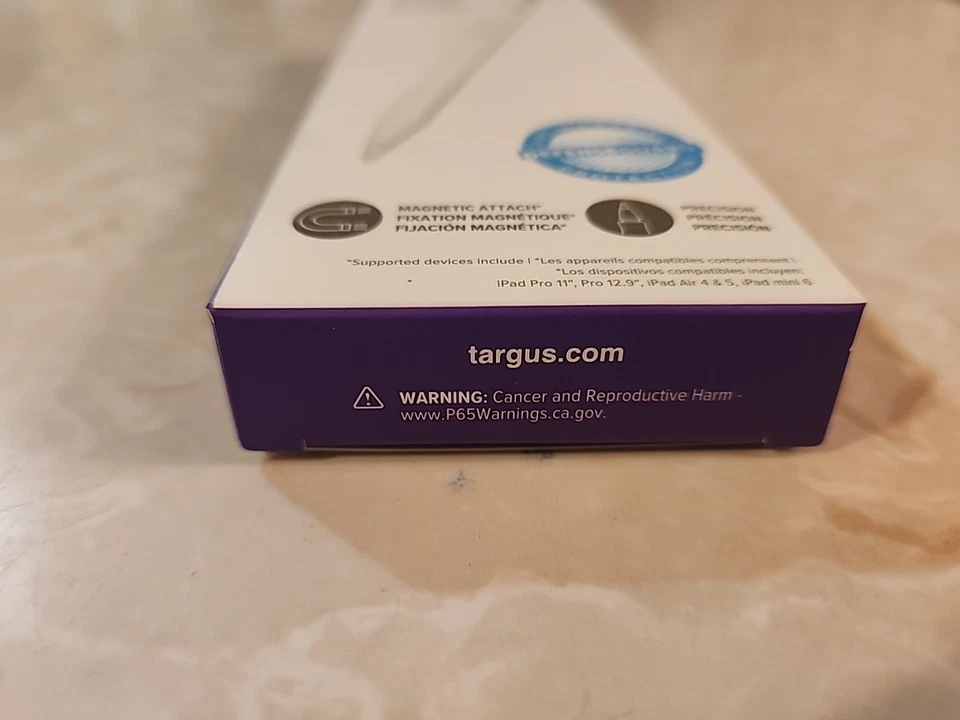 MAGNETIC ATTACH*
FIXATION MAGNÉTIQUE*
FIJACIÓN MAGNÉTICA*
PRECISION
PRÉCISION
PRECISIÓN
*Supported devices include | *Les appareils compatibles comprennent |
*Los dispositivos compatibles incluyen:
iPad Pro 11", Pro 12.9", iPad Air 4 & 5, iPad mini 6
targus.com
WARNING: Cancer and Reproductive Harm -
www.P65Warnings.ca.gov.